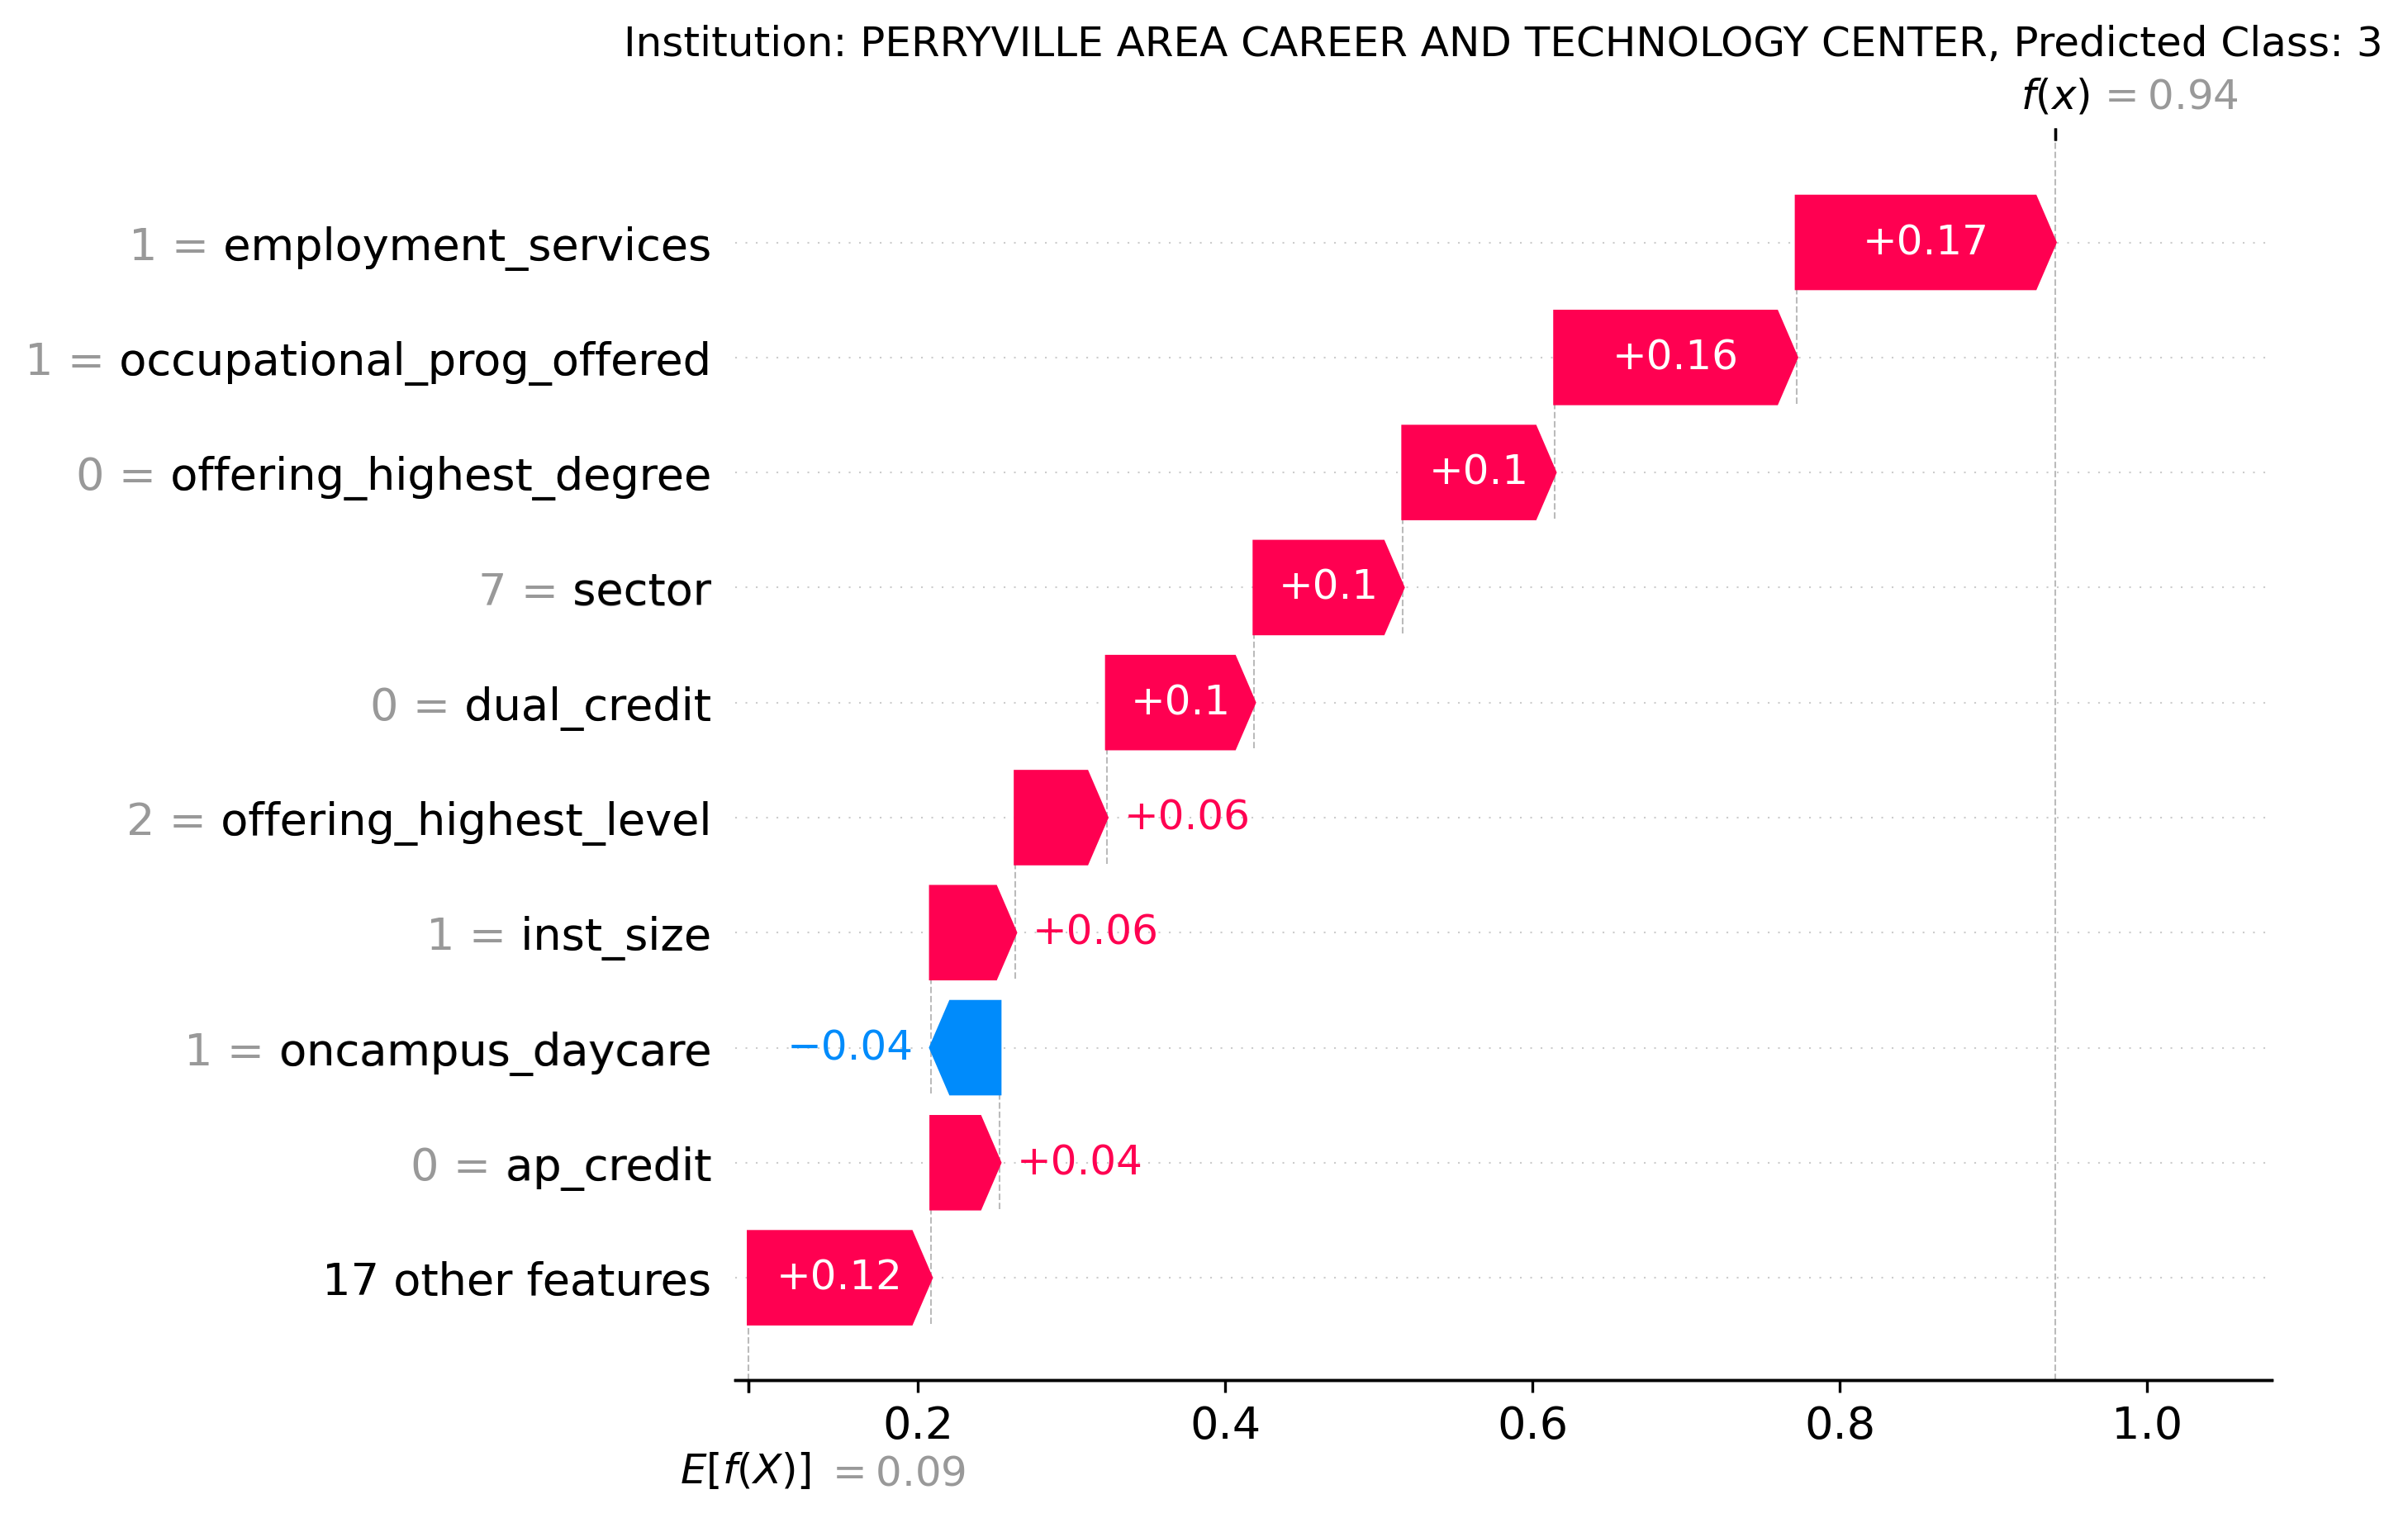 Institution: PERRYVILLE AREA CAREER AND TECHNOLOGY CENTER, Predicted Class: 3
f(x) = 0.94
1 = employment_services +0.17
1 = occupational_prog_offered +0.16
0 = offering_highest_degree +0.1
7 = sector +0.1
0 = dual_credit +0.1
2 = offering_highest_level +0.06
1 = inst_size +0.06
1 = oncampus_daycare −0.04
0 = ap_credit +0.04
17 other features +0.12
0.2 0.4 0.6 0.8 1.0
E[f(X)] = 0.09